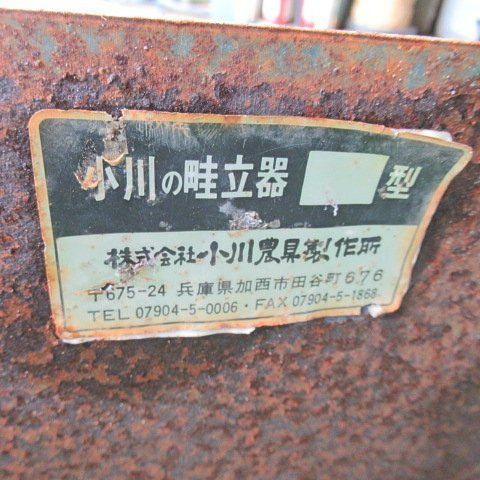 小川の畦立器 型
株式会社 小川農具製作所
〒675-24 兵庫県加西市田谷町676
TEL 07904-5-0006・FAX 07904-5-1868